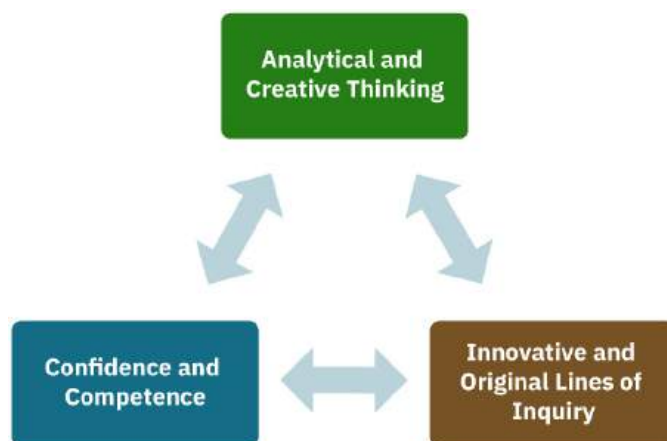 Analytical and
Creative Thinking
Confidence and
Competence
Innovative and
Original Lines of
Inquiry